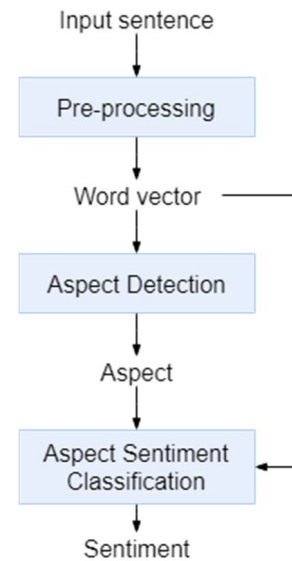 Input sentence
Pre-processing
Word vector
Aspect Detection
Aspect
Aspect Sentiment
Classification
Sentiment